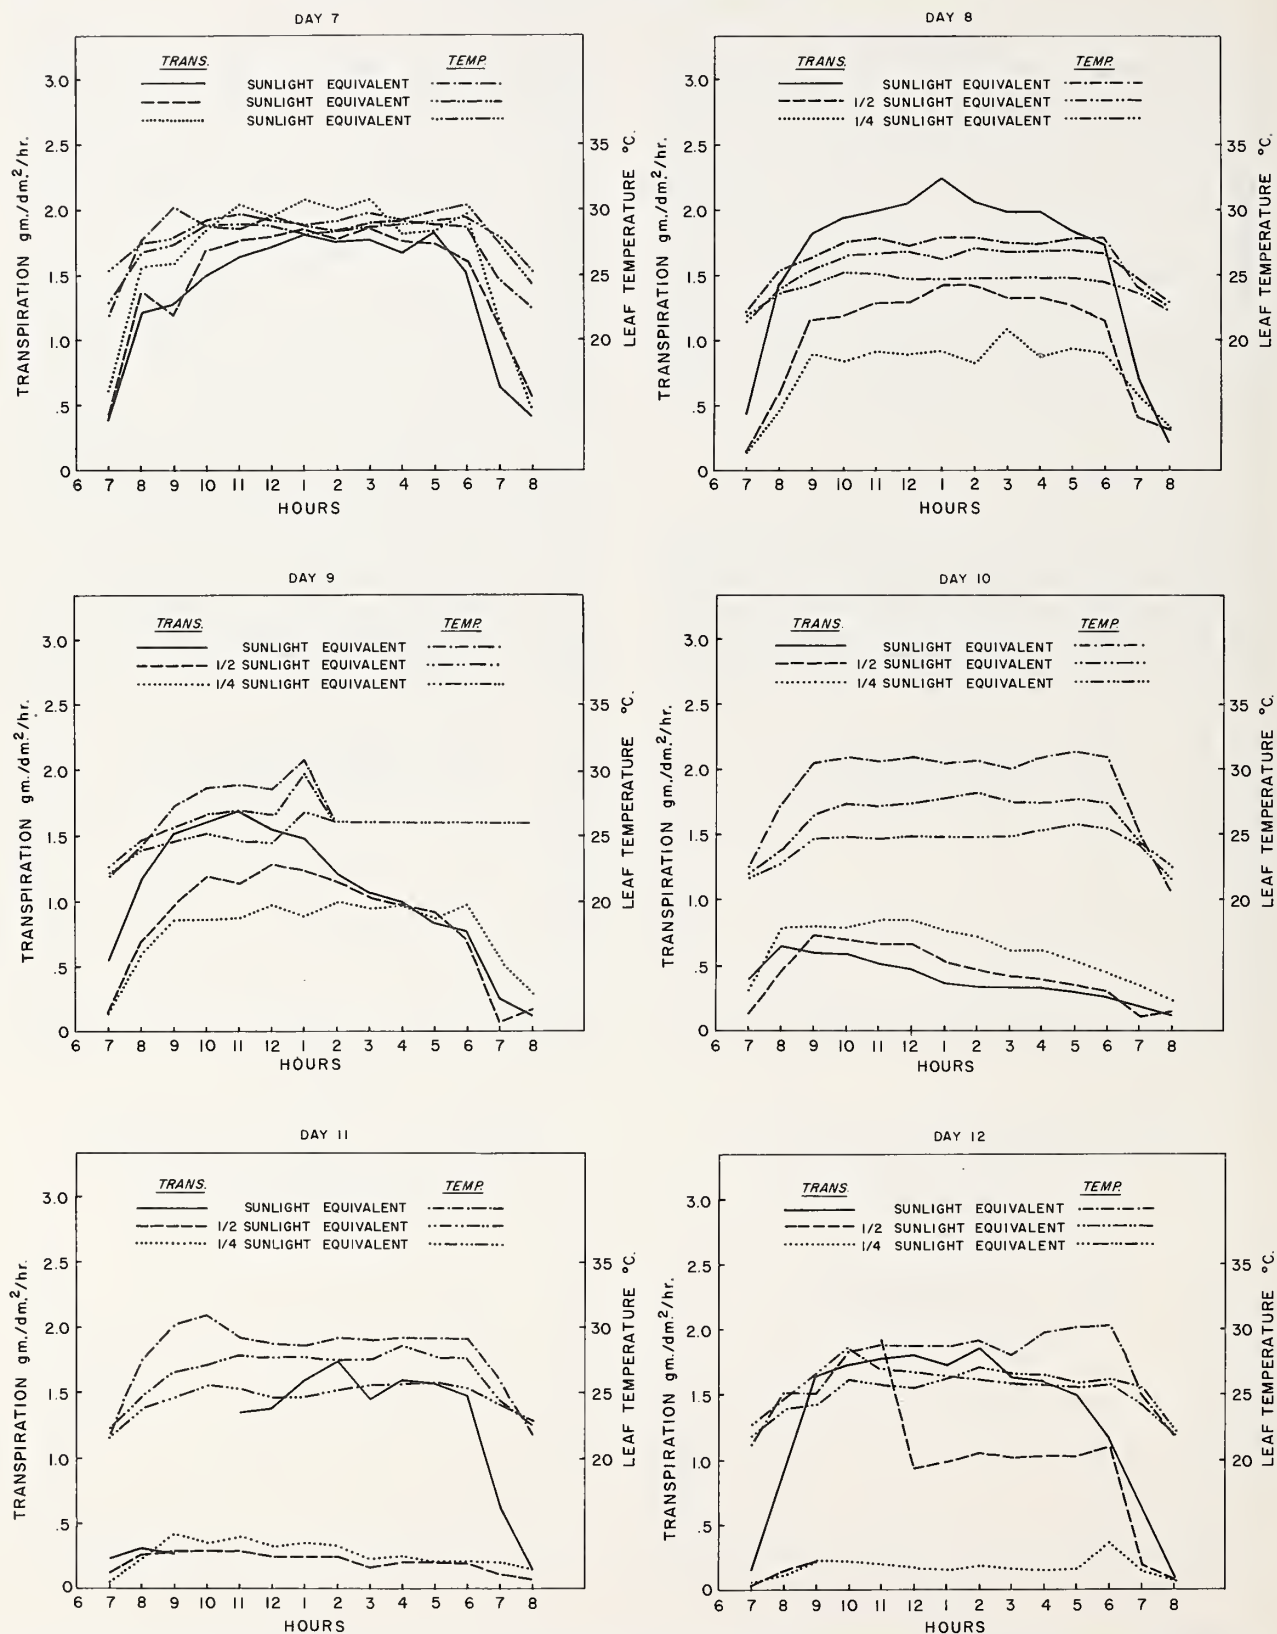 DAY 7
TRANS. TEMP.
SUNLIGHT EQUIVALENT
SUNLIGHT EQUIVALENT
SUNLIGHT EQUIVALENT
TRANSPIRATION gm./dm.²/hr.
3.0
2.5
2.0
1.5
1.0
.5
0
LEAF TEMPERATURE °C.
35
30
25
20
6 7 8 9 10 11 12 1 2 3 4 5 6 7 8
HOURS
DAY 8
TRANS. TEMP.
SUNLIGHT EQUIVALENT
1/2 SUNLIGHT EQUIVALENT
1/4 SUNLIGHT EQUIVALENT
TRANSPIRATION gm./dm.²/hr.
3.0
2.5
2.0
1.5
1.0
.5
0
LEAF TEMPERATURE °C.
35
30
25
20
6 7 8 9 10 11 12 1 2 3 4 5 6 7 8
HOURS
DAY 9
TRANS. TEMP.
SUNLIGHT EQUIVALENT
1/2 SUNLIGHT EQUIVALENT
1/4 SUNLIGHT EQUIVALENT
TRANSPIRATION gm./dm.²/hr.
3.0
2.5
2.0
1.5
1.0
.5
0
LEAF TEMPERATURE °C.
35
30
25
20
6 7 8 9 10 11 12 1 2 3 4 5 6 7 8
HOURS
DAY 10
TRANS. TEMP.
SUNLIGHT EQUIVALENT
1/2 SUNLIGHT EQUIVALENT
1/4 SUNLIGHT EQUIVALENT
TRANSPIRATION gm./dm.²/hr.
3.0
2.5
2.0
1.5
1.0
.5
0
LEAF TEMPERATURE °C.
35
30
25
20
6 7 8 9 10 11 12 1 2 3 4 5 6 7 8
HOURS
DAY 11
TRANS. TEMP.
SUNLIGHT EQUIVALENT
1/2 SUNLIGHT EQUIVALENT
1/4 SUNLIGHT EQUIVALENT
TRANSPIRATION gm./dm.²/hr.
3.0
2.5
2.0
1.5
1.0
.5
0
LEAF TEMPERATURE °C.
35
30
25
20
6 7 8 9 10 11 12 1 2 3 4 5 6 7 8
HOURS
DAY 12
TRANS. TEMP.
SUNLIGHT EQUIVALENT
1/2 SUNLIGHT EQUIVALENT
1/4 SUNLIGHT EQUIVALENT
TRANSPIRATION gm./dm.²/hr.
3.0
2.5
2.0
1.5
1.0
.5
0
LEAF TEMPERATURE °C.
35
30
25
20
6 7 8 9 10 11 12 1 2 3 4 5 6 7 8
HOURS